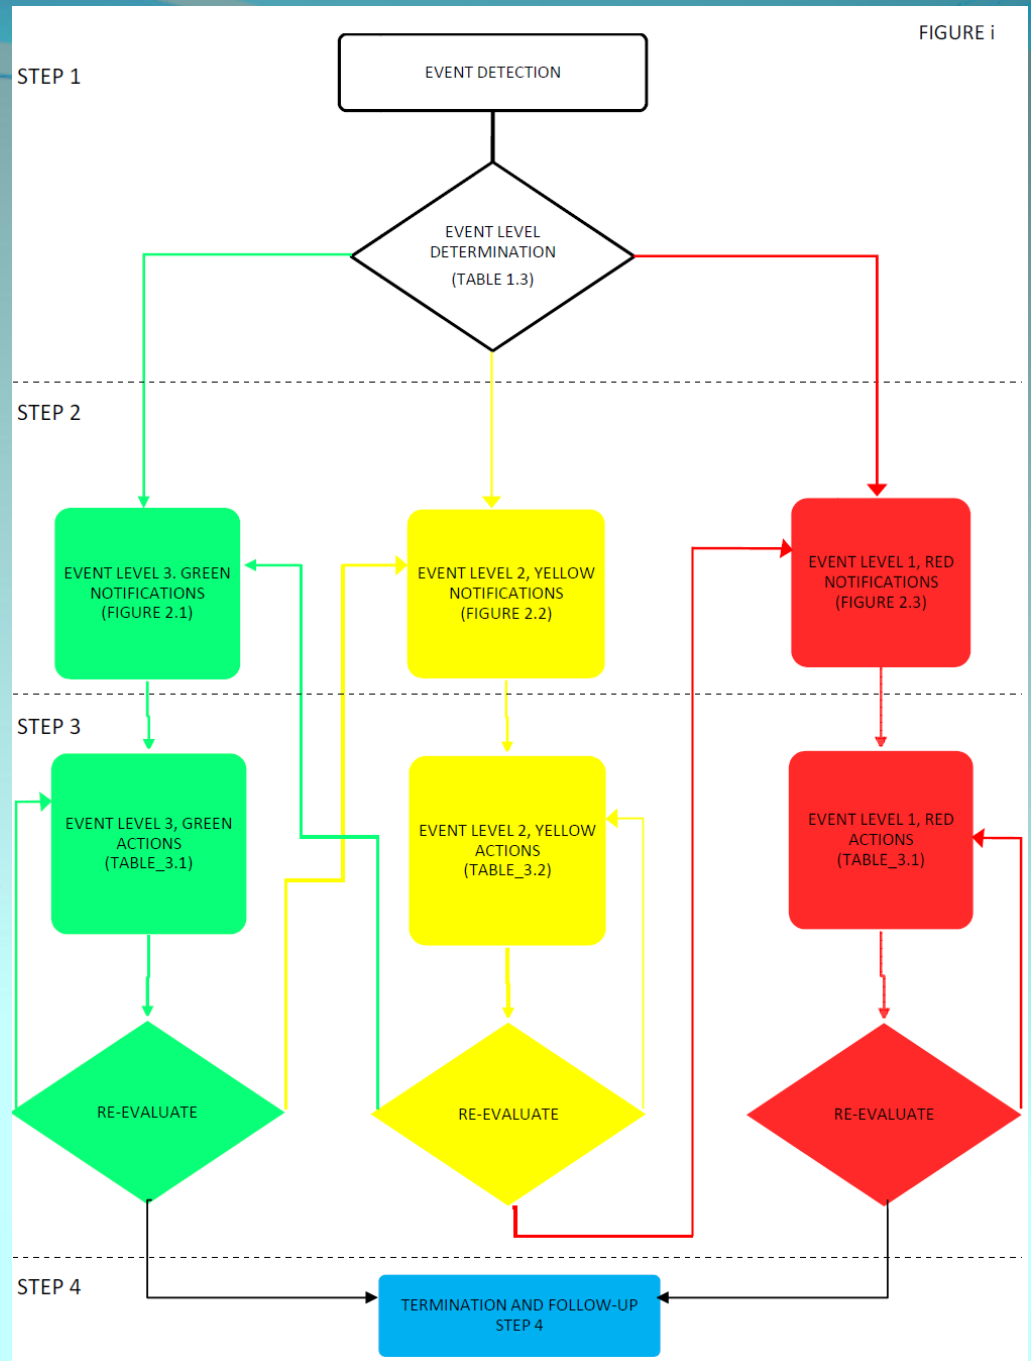 FIGURE i
STEP 1
EVENT DETECTION
EVENT LEVEL
DETERMINATION
(TABLE 1.3)
STEP 2
EVENT LEVEL 3. GREEN
NOTIFICATIONS
(FIGURE 2.1)
EVENT LEVEL 2, YELLOW
NOTIFICATIONS
(FIGURE 2.2)
EVENT LEVEL 1, RED
NOTIFICATIONS
(FIGURE 2.3)
STEP 3
EVENT LEVEL 3, GREEN
ACTIONS
(TABLE_3.1)
EVENT LEVEL 2, YELLOW
ACTIONS
(TABLE_3.2)
EVENT LEVEL 1, RED
ACTIONS
(TABLE_3.1)
RE-EVALUATE
RE-EVALUATE
RE-EVALUATE
STEP 4
TERMINATION AND FOLLOW-UP
STEP 4